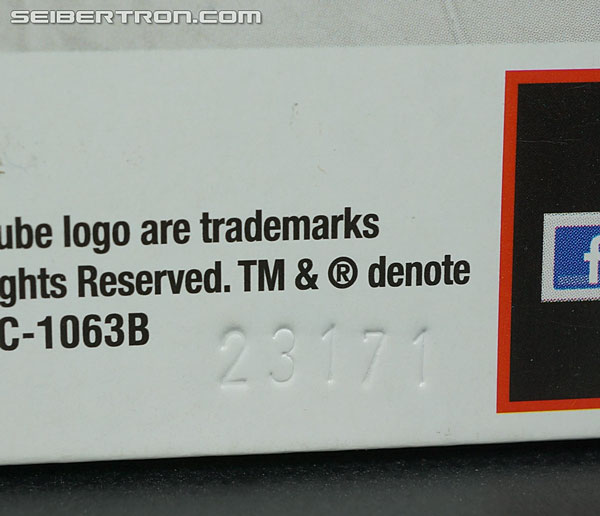 SEIBERTRON.COM
ube logo are trademarks
ghts Reserved. TM & ® denote
C-1063B
23171
f